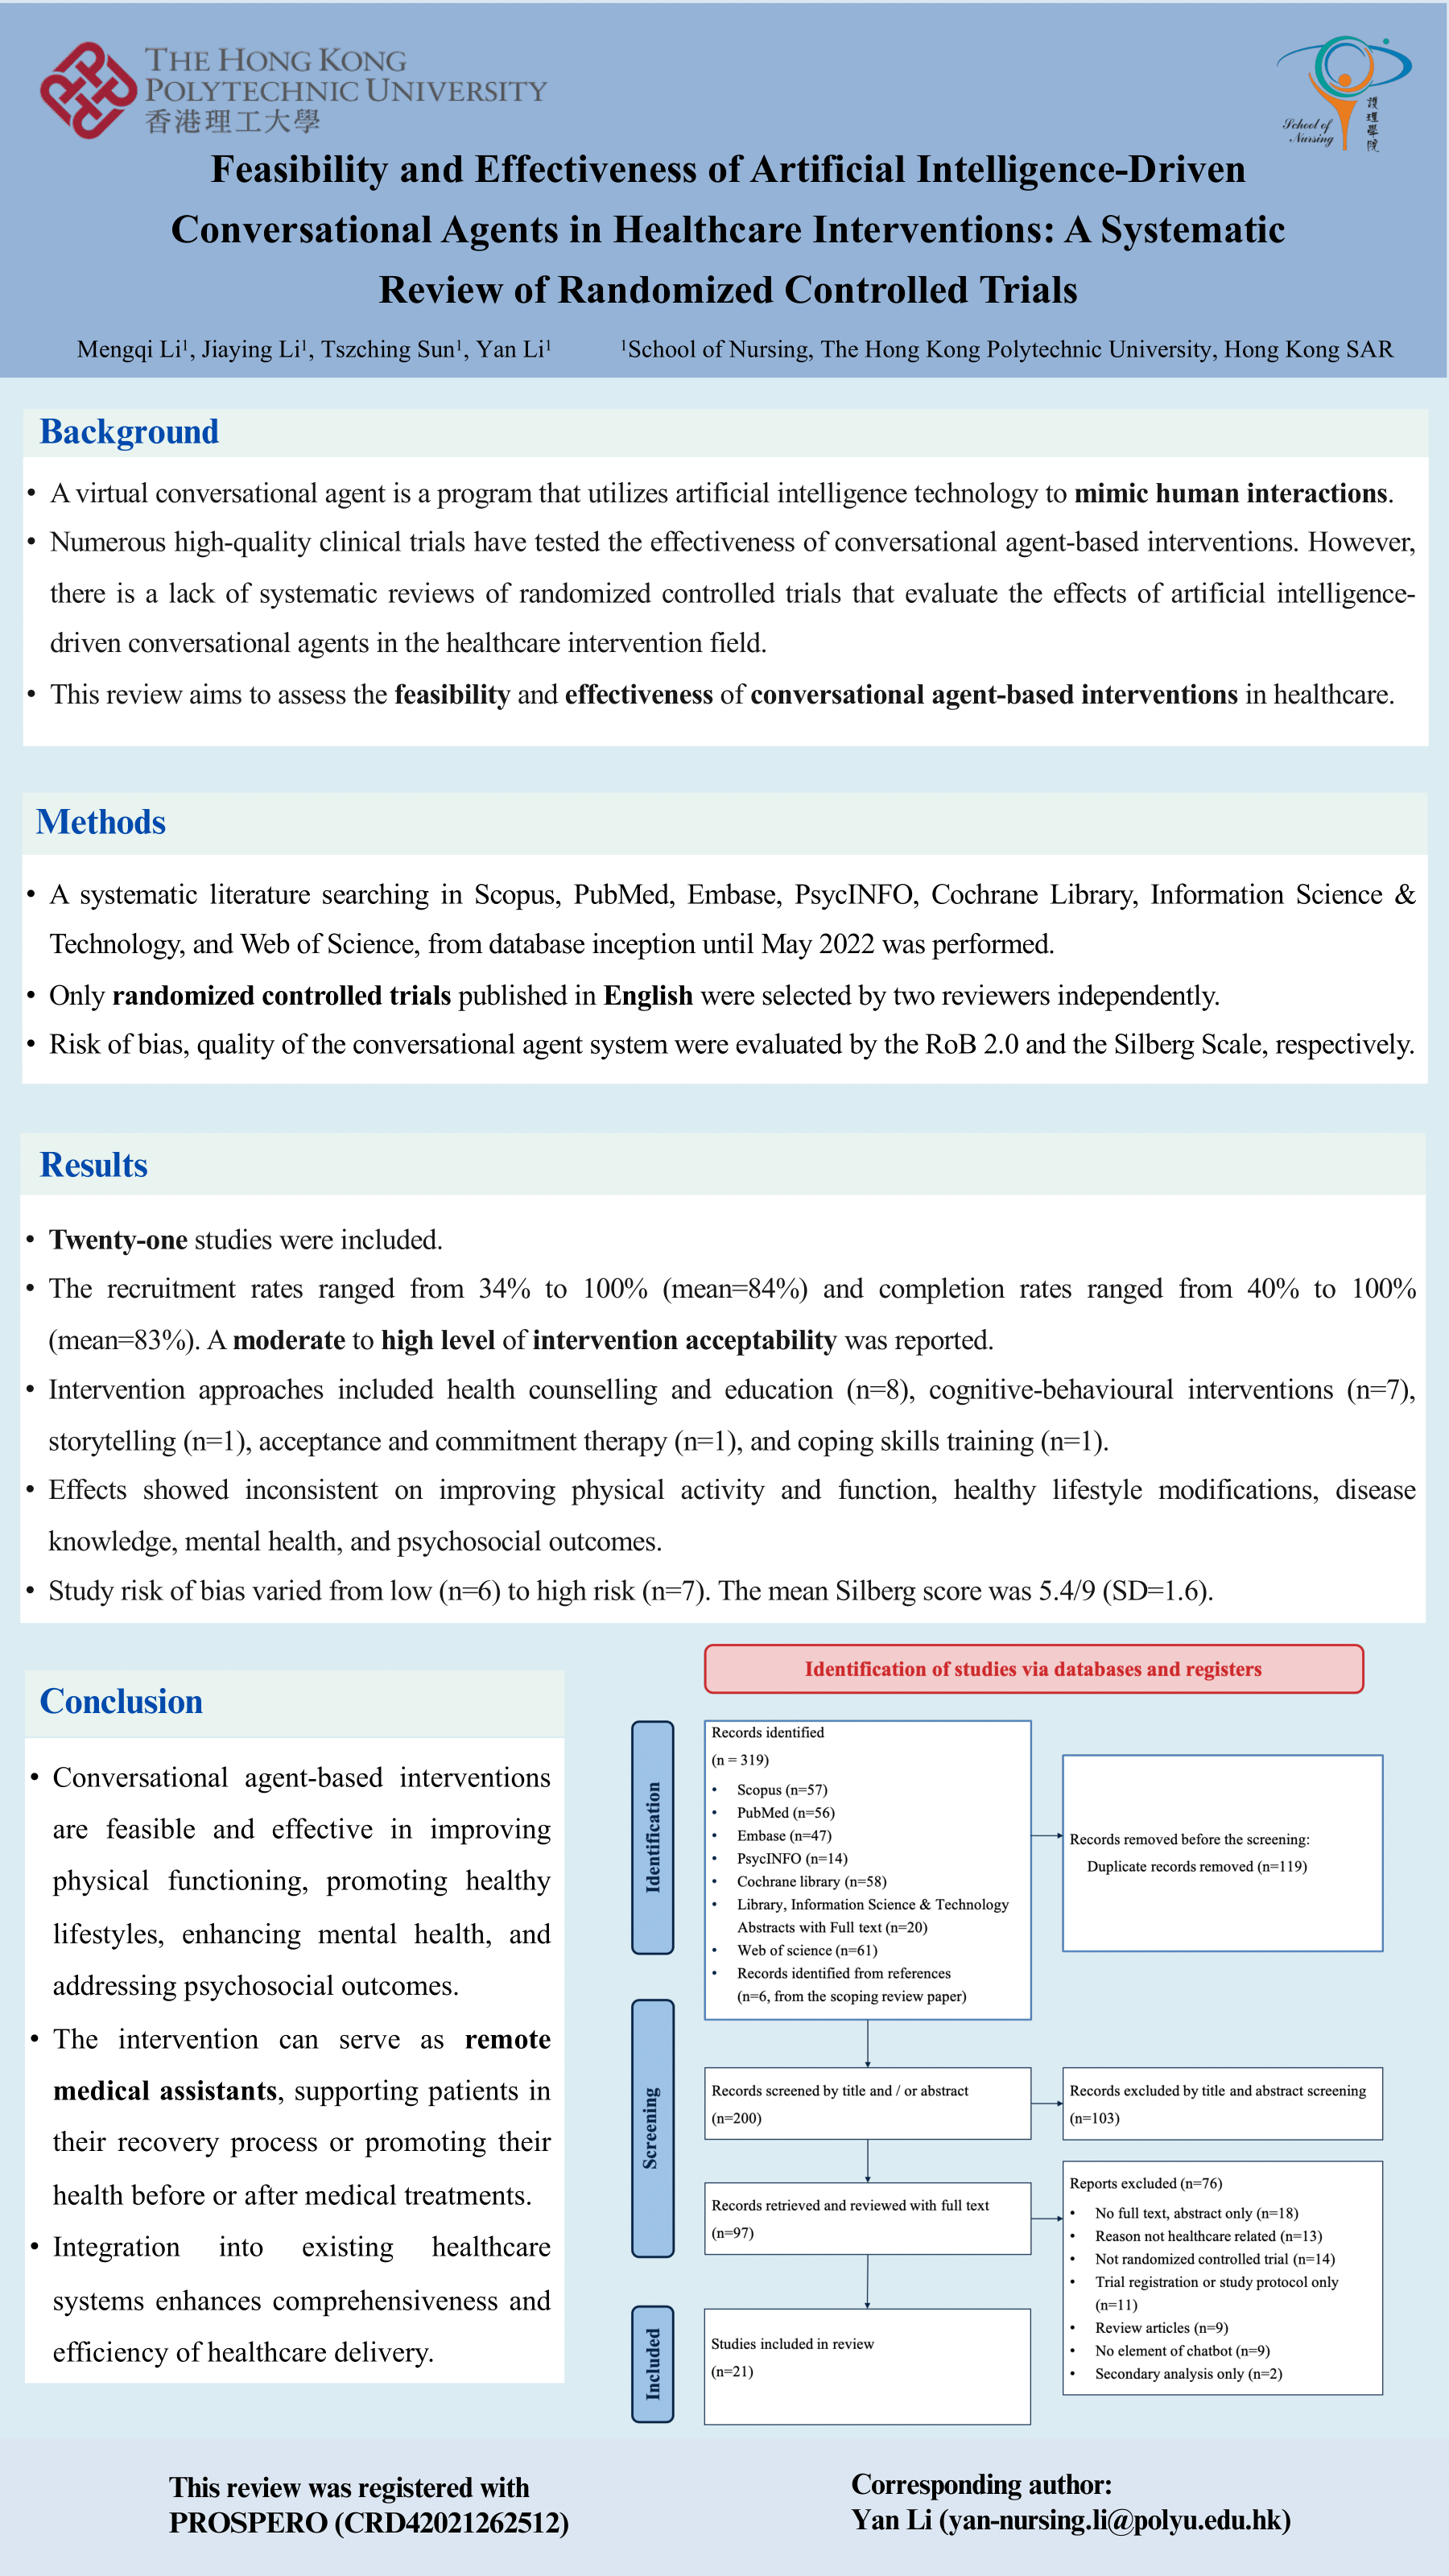 THE HONG KONG
POLYTECHNIC UNIVERSITY
香港理工大學
School of
Nursing
護理學院
Feasibility and Effectiveness of Artificial Intelligence-Driven
Conversational Agents in Healthcare Interventions: A Systematic
Review of Randomized Controlled Trials
Mengqi Li¹, Jiaying Li¹, Tszching Sun¹, Yan Li¹ ¹School of Nursing, The Hong Kong Polytechnic University, Hong Kong SAR
Background
• A virtual conversational agent is a program that utilizes artificial intelligence technology to mimic human interactions.
• Numerous high-quality clinical trials have tested the effectiveness of conversational agent-based interventions. However,
there is a lack of systematic reviews of randomized controlled trials that evaluate the effects of artificial intelligence-
driven conversational agents in the healthcare intervention field.
• This review aims to assess the feasibility and effectiveness of conversational agent-based interventions in healthcare.
Methods
• A systematic literature searching in Scopus, PubMed, Embase, PsycINFO, Cochrane Library, Information Science &
Technology, and Web of Science, from database inception until May 2022 was performed.
• Only randomized controlled trials published in English were selected by two reviewers independently.
• Risk of bias, quality of the conversational agent system were evaluated by the RoB 2.0 and the Silberg Scale, respectively.
Results
• Twenty-one studies were included.
• The recruitment rates ranged from 34% to 100% (mean=84%) and completion rates ranged from 40% to 100%
(mean=83%). A moderate to high level of intervention acceptability was reported.
• Intervention approaches included health counselling and education (n=8), cognitive-behavioural interventions (n=7),
storytelling (n=1), acceptance and commitment therapy (n=1), and coping skills training (n=1).
• Effects showed inconsistent on improving physical activity and function, healthy lifestyle modifications, disease
knowledge, mental health, and psychosocial outcomes.
• Study risk of bias varied from low (n=6) to high risk (n=7). The mean Silberg score was 5.4/9 (SD=1.6).
Conclusion
• Conversational agent-based interventions
are feasible and effective in improving
physical functioning, promoting healthy
lifestyles, enhancing mental health, and
addressing psychosocial outcomes.
• The intervention can serve as remote
medical assistants, supporting patients in
their recovery process or promoting their
health before or after medical treatments.
• Integration into existing healthcare
systems enhances comprehensiveness and
efficiency of healthcare delivery.
Identification of studies via databases and registers
Identification
Records identified
(n = 319)
• Scopus (n=57)
• PubMed (n=56)
• Embase (n=47)
• PsycINFO (n=14)
• Cochrane library (n=58)
• Library, Information Science & Technology
Abstracts with Full text (n=20)
• Web of science (n=61)
• Records identified from references
(n=6, from the scoping review paper)
Records removed before the screening:
Duplicate records removed (n=119)
Screening
Records screened by title and / or abstract
(n=200)
Records excluded by title and abstract screening
(n=103)
Records retrieved and reviewed with full text
(n=97)
Reports excluded (n=76)
• No full text, abstract only (n=18)
• Reason not healthcare related (n=13)
• Not randomized controlled trial (n=14)
• Trial registration or study protocol only
(n=11)
• Review articles (n=9)
• No element of chatbot (n=9)
• Secondary analysis only (n=2)
Included
Studies included in review
(n=21)
This review was registered with
PROSPERO (CRD42021262512)
Corresponding author:
Yan Li (yan-nursing.li@polyu.edu.hk)